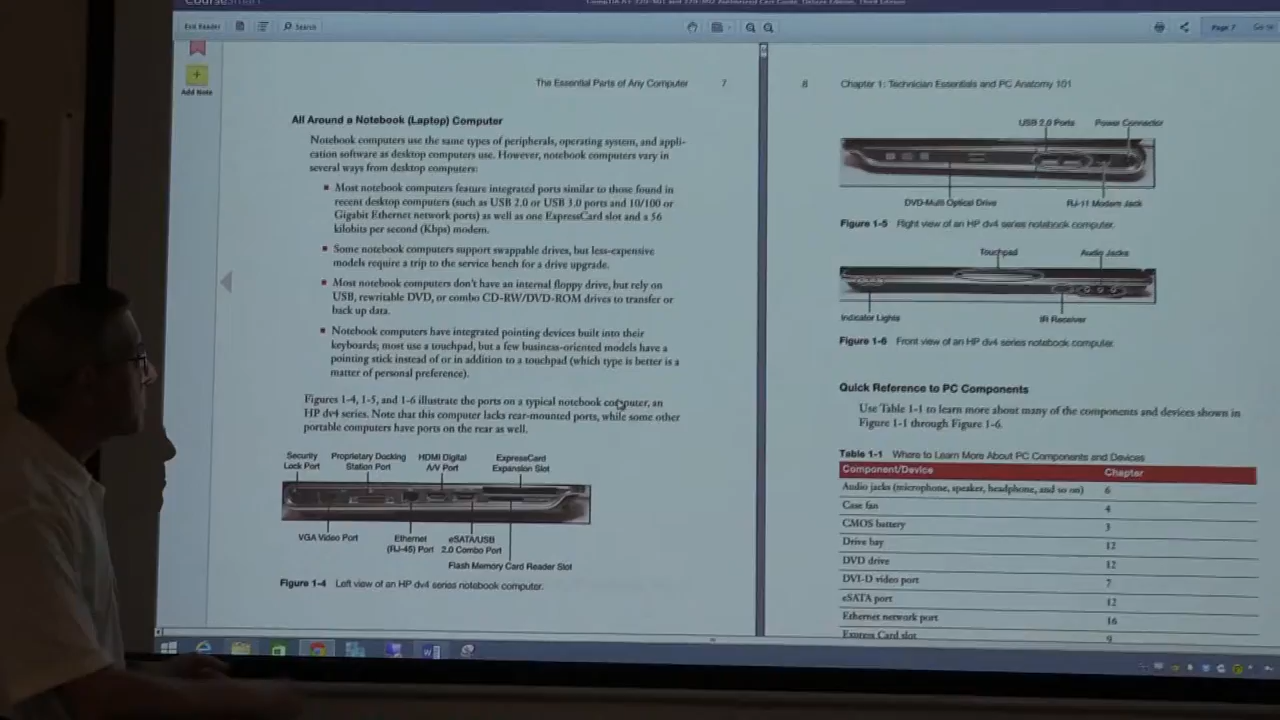 Exit Reader
Search
Page 7
Add Note
The Essential Parts of Any Computer 7
All Around a Notebook (Laptop) Computer
Notebook computers use the same types of peripherals, operating system, and appli-
cation software as desktop computers use. However, notebook computers vary in
several ways from desktop computers:
■ Most notebook computers feature integrated ports similar to those found in
recent desktop computers (such as USB 2.0 or USB 3.0 ports and 10/100 or
Gigabit Ethernet network ports) as well as one ExpressCard slot and a 56
kilobits per second (Kbps) modem.
■ Some notebook computers support swappable drives, but less-expensive
models require a trip to the service bench for a drive upgrade.
■ Most notebook computers don't have an internal floppy drive, but rely on
USB, rewritable DVD, or combo CD-RW/DVD-ROM drives to transfer or
back up data.
■ Notebook computers have integrated pointing devices built into their
keyboards; most use a touchpad, but a few business-oriented models have a
pointing stick instead of or in addition to a touchpad (which type is better is a
matter of personal preference).
Figures 1-4, 1-5, and 1-6 illustrate the ports on a typical notebook computer, an
HP dv4 series. Note that this computer lacks rear-mounted ports, while some other
portable computers have ports on the rear as well.
Security
Lock Port
Proprietary Docking
Station Port
HDMI Digital
A/V Port
ExpressCard
Expansion Slot
VGA Video Port
Ethernet
(RJ-45) Port
eSATA/USB
2.0 Combo Port
Flash Memory Card Reader Slot
Figure 1-4 Left view of an HP dv4 series notebook computer.
8 Chapter 1: Technician Essentials and PC Anatomy 101
USB 2.0 Ports
Power Connector
DVD-Multi Optical Drive
RJ-11 Modem Jack
Figure 1-5 Right view of an HP dv4 series notebook computer.
Touchpad
Audio Jacks
Indicator Lights
IR Receiver
Figure 1-6 Front view of an HP dv4 series notebook computer.
Quick Reference to PC Components
Use Table 1-1 to learn more about many of the components and devices shown in
Figure 1-1 through Figure 1-6.
Table 1-1 Where to Learn More About PC Components and Devices
Component/Device Chapter
Audio jacks (microphone, speaker, headphone, and so on) 6
Case fan 4
CMOS battery 3
Drive bay 12
DVD drive 12
DVI-D video port 7
eSATA port 12
Ethernet network port 16
Express Card slot 9